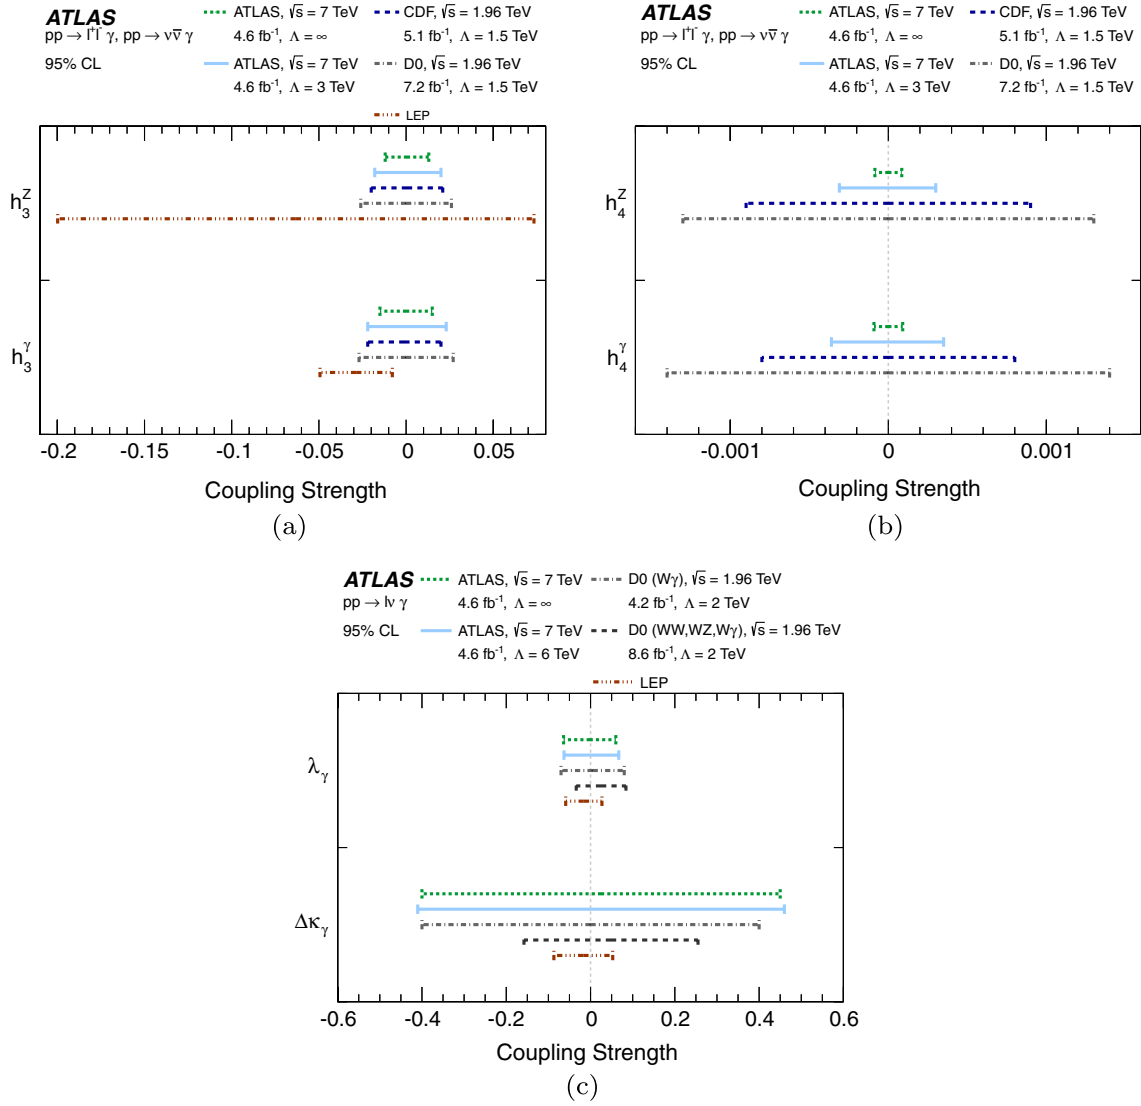 ATLAS
pp → l⁺l⁻ γ, pp → νν̅ γ
95% CL
ATLAS, √s = 7 TeV
4.6 fb⁻¹, Λ = ∞
ATLAS, √s = 7 TeV
4.6 fb⁻¹, Λ = 3 TeV
CDF, √s = 1.96 TeV
5.1 fb⁻¹, Λ = 1.5 TeV
D0, √s = 1.96 TeV
7.2 fb⁻¹, Λ = 1.5 TeV
LEP
h₃ᶻ
h₃ᵞ
-0.2 -0.15 -0.1 -0.05 0 0.05
Coupling Strength
(a)
ATLAS
pp → l⁺l⁻ γ, pp → νν̅ γ
95% CL
ATLAS, √s = 7 TeV
4.6 fb⁻¹, Λ = ∞
ATLAS, √s = 7 TeV
4.6 fb⁻¹, Λ = 3 TeV
CDF, √s = 1.96 TeV
5.1 fb⁻¹, Λ = 1.5 TeV
D0, √s = 1.96 TeV
7.2 fb⁻¹, Λ = 1.5 TeV
h₄ᶻ
h₄ᵞ
-0.001 0 0.001
Coupling Strength
(b)
ATLAS
pp → lν γ
95% CL
ATLAS, √s = 7 TeV
4.6 fb⁻¹, Λ = ∞
ATLAS, √s = 7 TeV
4.6 fb⁻¹, Λ = 6 TeV
D0 (Wγ), √s = 1.96 TeV
4.2 fb⁻¹, Λ = 2 TeV
D0 (WW,WZ,Wγ), √s = 1.96 TeV
8.6 fb⁻¹, Λ = 2 TeV
LEP
λᵧ
Δκᵧ
-0.6 -0.4 -0.2 0 0.2 0.4 0.6
Coupling Strength
(c)